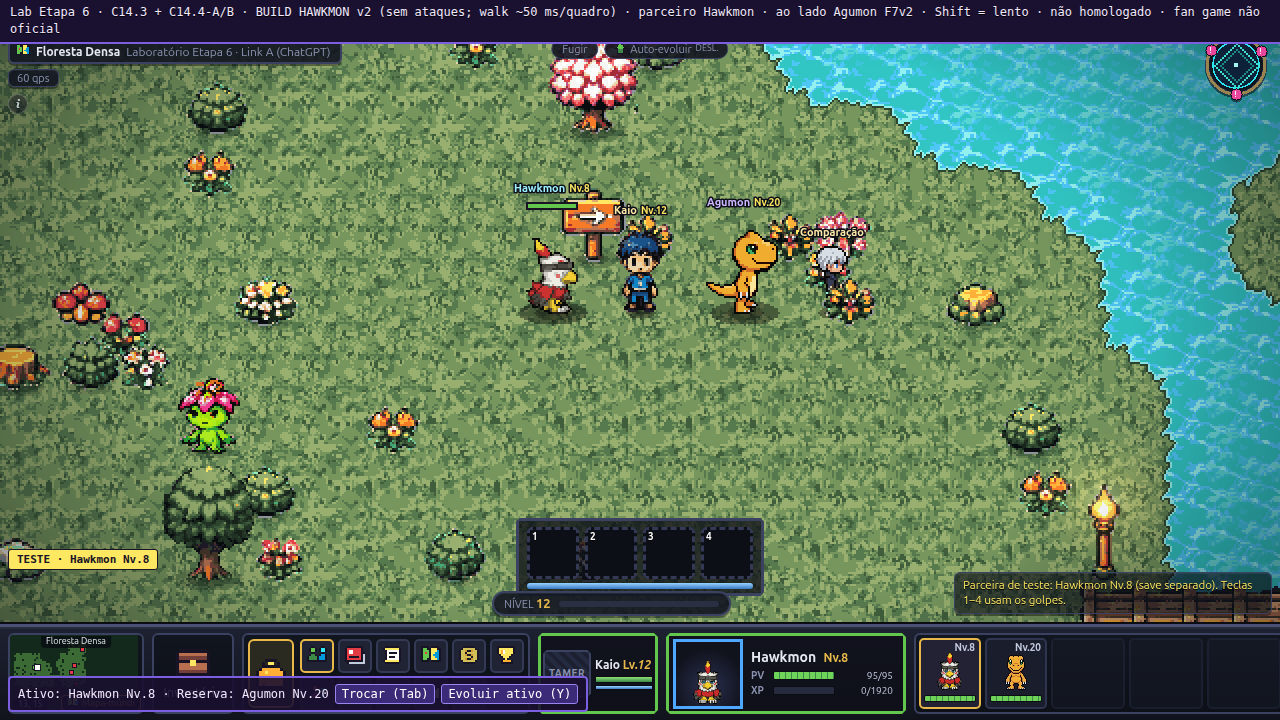 Lab Etapa 6 · C14.3 + C14.4-A/B · BUILD HAWKMON v2 (sem ataques; walk ~50 ms/quadro) · parceiro Hawkmon · ao lado Agumon F7v2 · Shift = lento · não homologado · fan game não
oficial
Floresta Densa Laboratório Etapa 6 · Link A (ChatGPT)
Fugir
Auto-evoluir DESL.
60 qps
i
Hawkmon Nv.8
Kaio Nv.12
Agumon Nv.20
Comparação
1
2
3
4
TESTE · Hawkmon Nv.8
NÍVEL 12
Parceira de teste: Hawkmon Nv.8 (save separado). Teclas
1–4 usam os golpes.
Floresta Densa
TAMER
Kaio Lv.12
Hawkmon Nv.8
PV 95/95
XP 0/1920
Nv.8
Nv.20
Ativo: Hawkmon Nv.8 · Reserva: Agumon Nv.20
Trocar (Tab)
Evoluir ativo (Y)